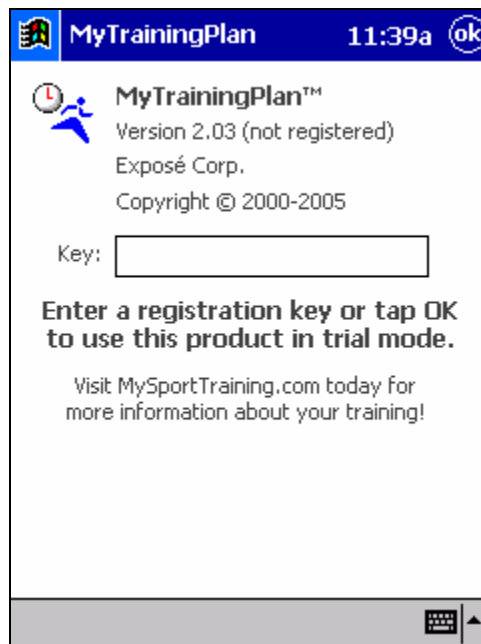 MyTrainingPlan 11:39a ok
MyTrainingPlan™
Version 2.03 (not registered)
Exposé Corp.
Copyright © 2000-2005
Key:
Enter a registration key or tap OK
to use this product in trial mode.
Visit MySportTraining.com today for
more information about your training!